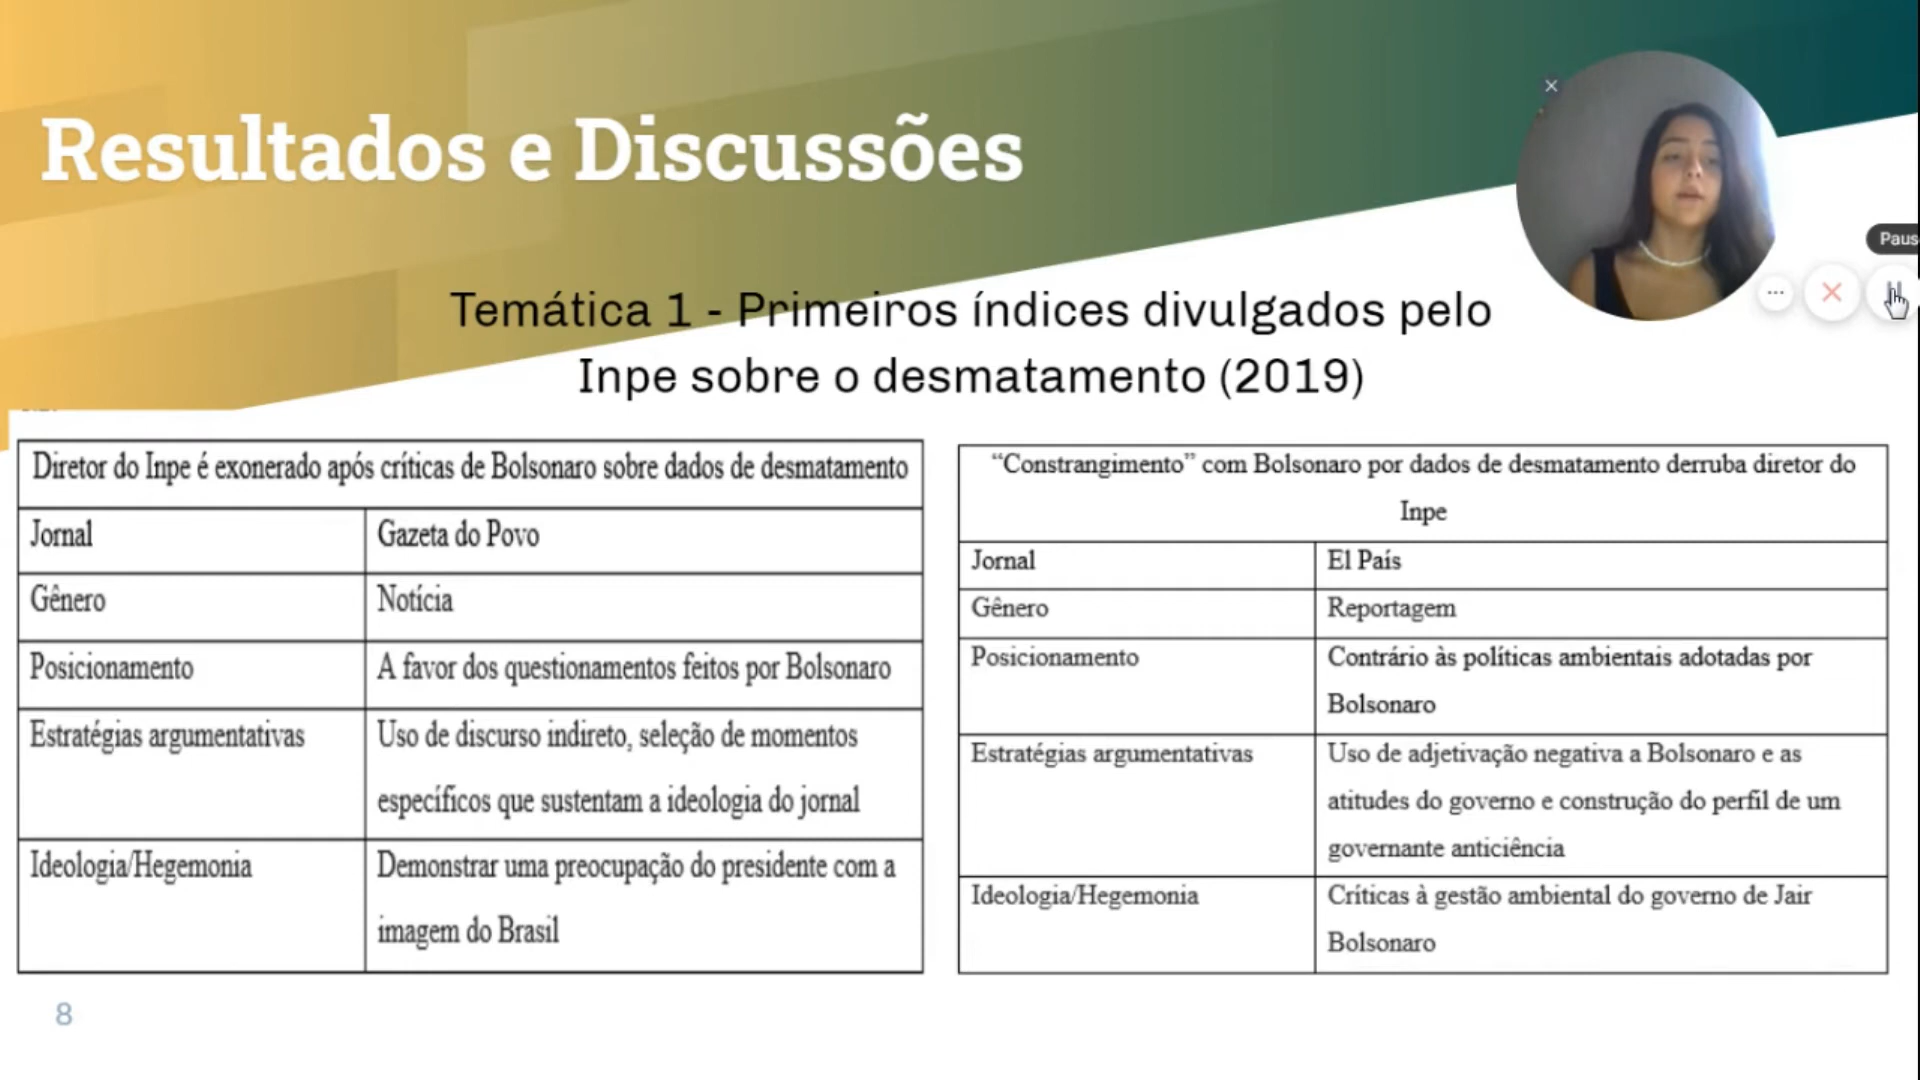 Resultados e Discussões
Temática 1 - Primeiros índices divulgados pelo
Inpe sobre o desmatamento (2019)
Paus
Diretor do Inpe é exonerado após críticas de Bolsonaro sobre dados de desmatamento
Jornal
Gazeta do Povo
Gênero
Notícia
Posicionamento
A favor dos questionamentos feitos por Bolsonaro
Estratégias argumentativas
Uso de discurso indireto, seleção de momentos
específicos que sustentam a ideologia do jornal
Ideologia/Hegemonia
Demonstrar uma preocupação do presidente com a
imagem do Brasil
“Constrangimento” com Bolsonaro por dados de desmatamento derruba diretor do
Inpe
Jornal
El País
Gênero
Reportagem
Posicionamento
Contrário às políticas ambientais adotadas por
Bolsonaro
Estratégias argumentativas
Uso de adjetivação negativa a Bolsonaro e as
atitudes do governo e construção do perfil de um
governante anticiência
Ideologia/Hegemonia
Críticas à gestão ambiental do governo de Jair
Bolsonaro
8